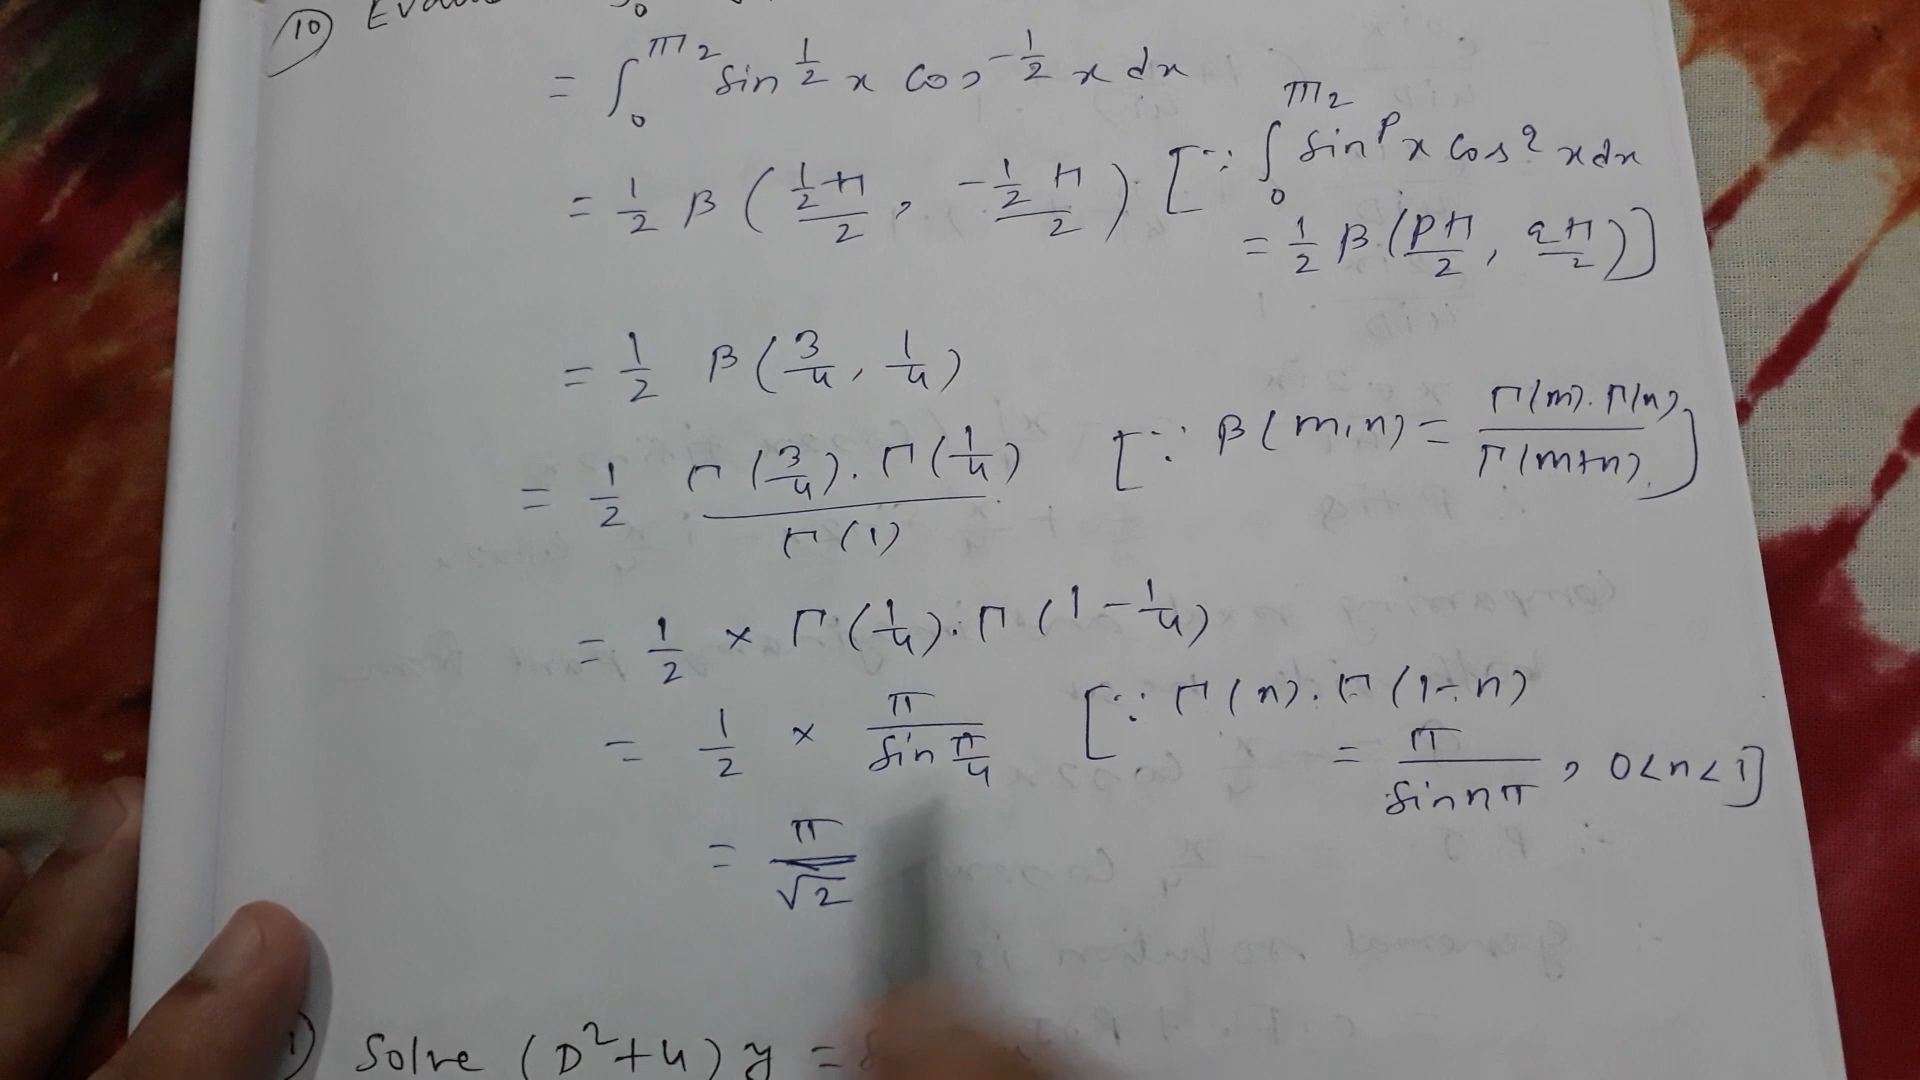 (10)
= ∫₀^π/2 sin^1/2 x cos^-1/2 x dx
= 1/2 β ( (1/2+1)/2 , (-1/2+1)/2 ) [∵ ∫₀^π/2 sin^p x cos^q x dx
= 1/2 β (p+1/2, q+1/2)]
= 1/2 β (3/4, 1/4)
= 1/2 Γ(3/4).Γ(1/4) / Γ(1) [∵ β(m,n) = Γ(m).Γ(n) / Γ(m+n).]
= 1/2 × Γ(1/4).Γ(1-1/4)
= 1/2 × π / sin π/4 [∵ Γ(n).Γ(1-n)
= π / sin nπ , 0<n<1]
= π/√2
Solve (D²+4) y =